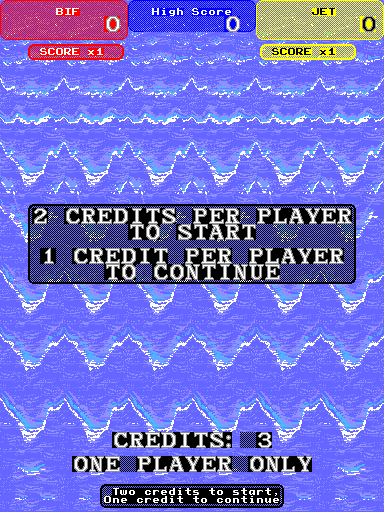 BIF High Score JET
0 0 0
SCORE x1 SCORE x1
2 CREDITS PER PLAYER
TO START
1 CREDIT PER PLAYER
TO CONTINUE
CREDITS: 3
ONE PLAYER ONLY
Two credits to start,
One credit to continue